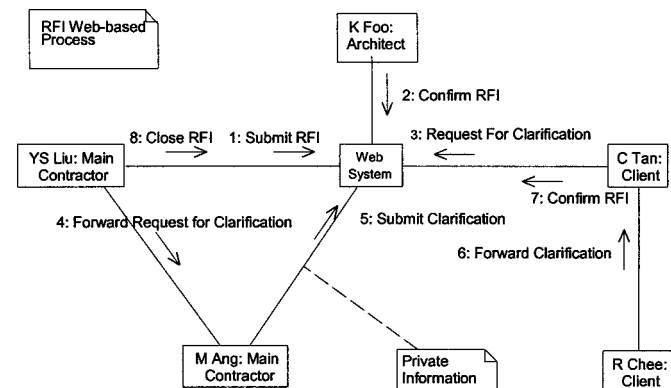 RFI Web-based
Process
K Foo:
Architect
2: Confirm RFI
8: Close RFI
1: Submit RFI
3: Request For Clarification
YS Liu: Main
Contractor
Web
System
C Tan:
Client
7: Confirm RFI
4: Forward Request for Clarification
5: Submit Clarification
6: Forward Clarification
M Ang: Main
Contractor
Private
Information
R Chee:
Client